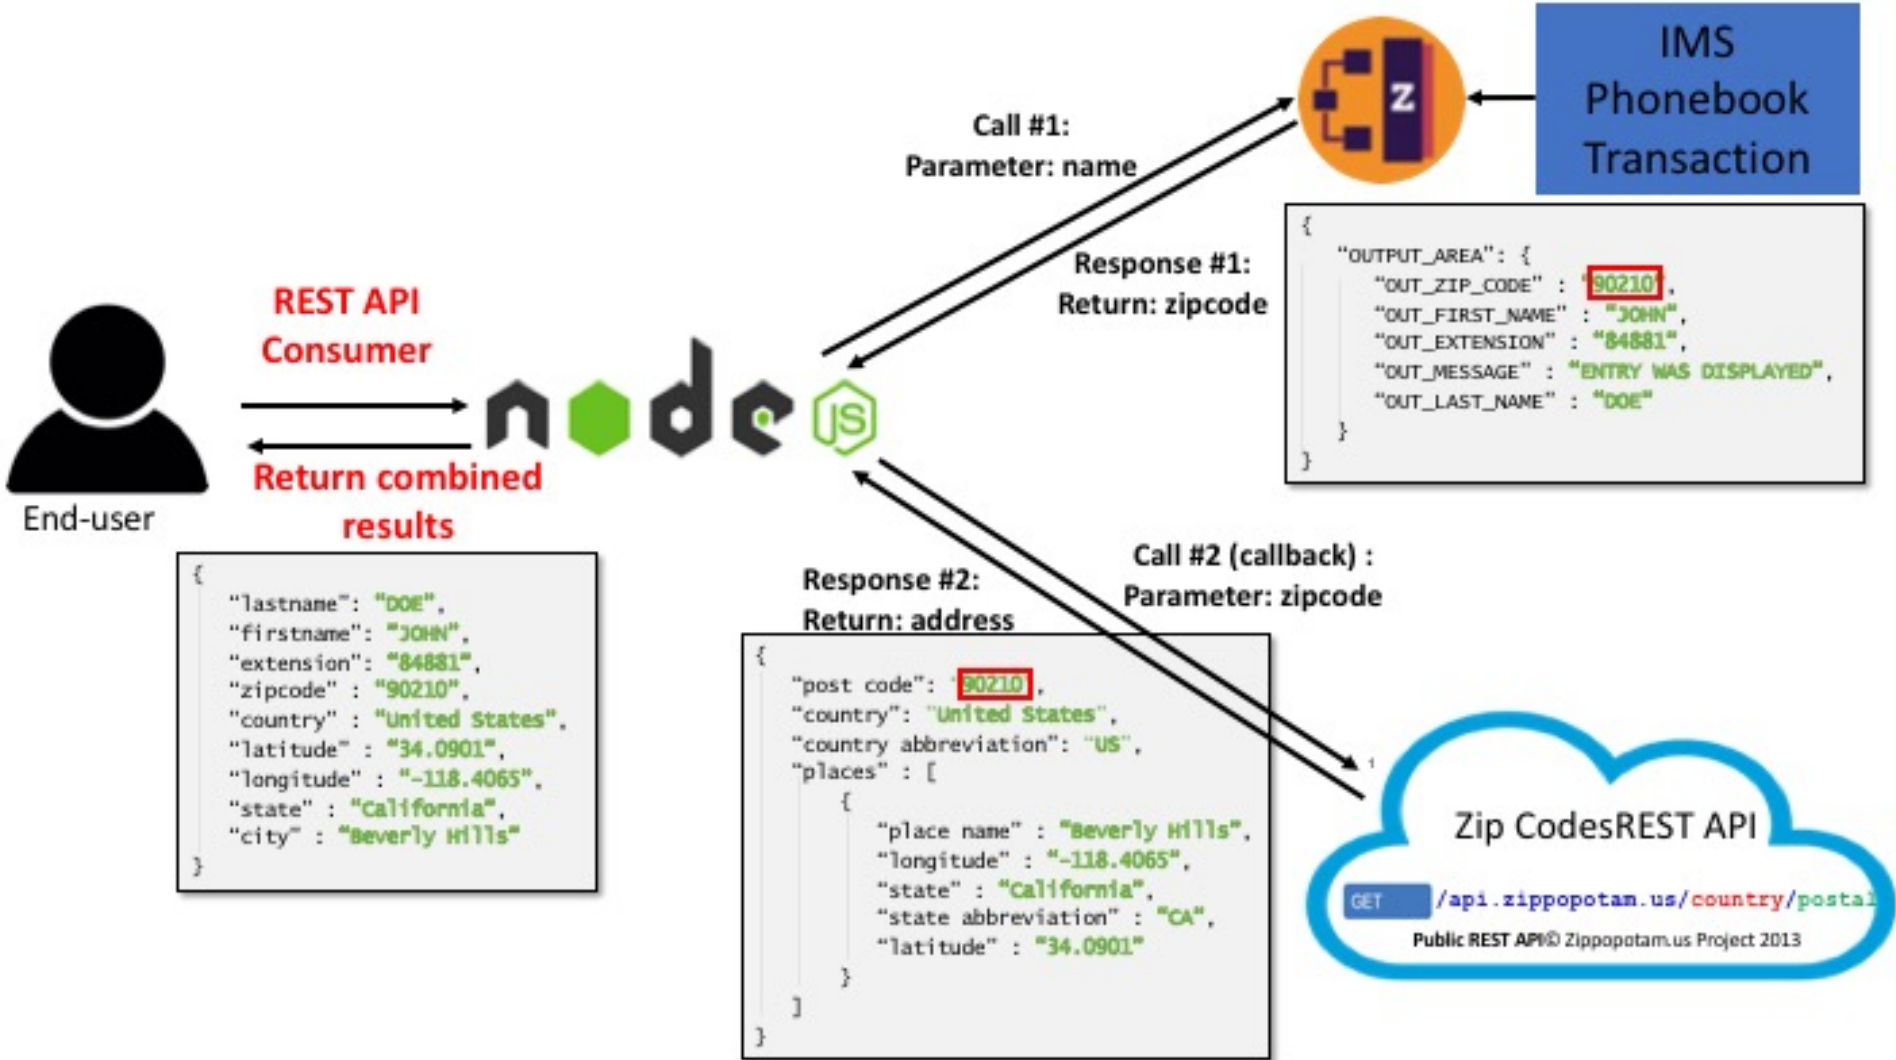 IMS
Phonebook
Transaction
Z
Call #1:
Parameter: name
Response #1:
Return: zipcode
{
"OUTPUT_AREA": {
"OUT_ZIP_CODE" : "90210",
"OUT_FIRST_NAME" : "JOHN",
"OUT_EXTENSION" : "84881",
"OUT_MESSAGE" : "ENTRY WAS DISPLAYED",
"OUT_LAST_NAME" : "DOE"
}
}
REST API
Consumer
node
JS
Return combined
results
End-user
{
"lastname": "DOE",
"firstname": "JOHN",
"extension": "84881",
"zipcode" : "90210",
"country" : "United States",
"latitude" : "34.0901",
"longitude" : "-118.4065",
"state" : "California",
"city" : "Beverly Hills"
}
Response #2:
Return: address
Call #2 (callback) :
Parameter: zipcode
{
"post code": "90210",
"country": "United States",
"country abbreviation": "US",
"places" : [
{
"place name" : "Beverly Hills",
"longitude" : "-118.4065",
"state" : "California",
"state abbreviation" : "CA",
"latitude" : "34.0901"
}
]
}
Zip CodesREST API
GET /api.zippopotam.us/country/postal
Public REST API© Zippopotam.us Project 2013